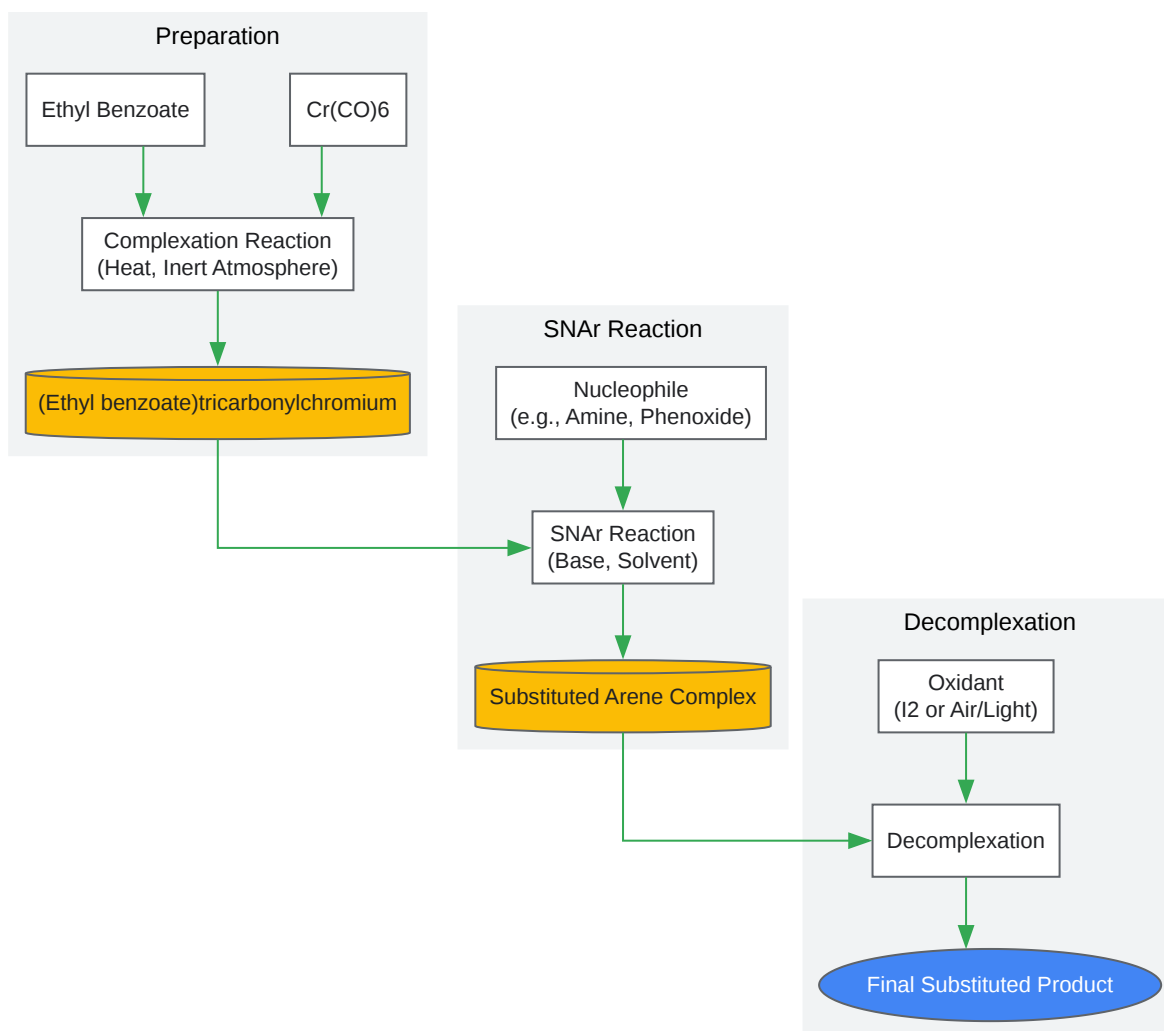 Preparation
Ethyl Benzoate
Cr(CO)6
Complexation Reaction
(Heat, Inert Atmosphere)
(Ethyl benzoate)tricarbonylchromium
SNAr Reaction
Nucleophile
(e.g., Amine, Phenoxide)
SNAr Reaction
(Base, Solvent)
Substituted Arene Complex
Decomplexation
Oxidant
(I2 or Air/Light)
Decomplexation
Final Substituted Product